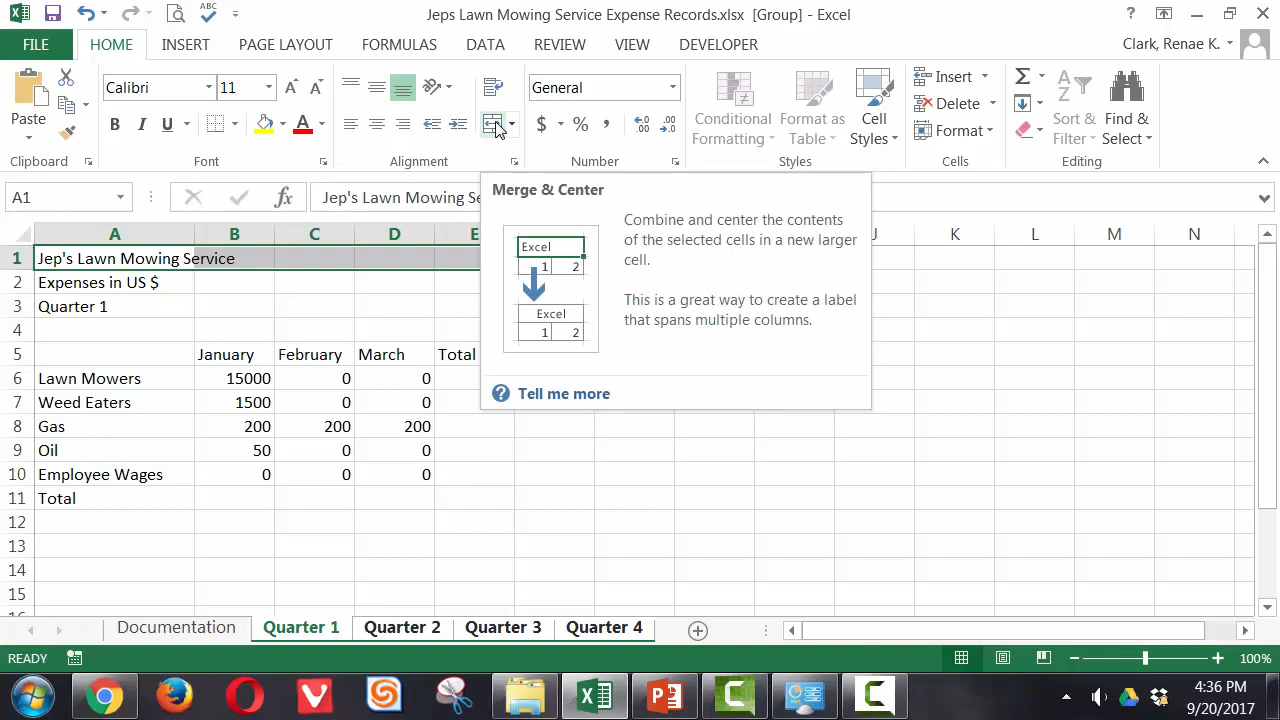 Jeps Lawn Mowing Service Expense Records.xlsx [Group] - Excel
FILE HOME INSERT PAGE LAYOUT FORMULAS DATA REVIEW VIEW DEVELOPER Clark, Renae K.
Calibri 11 General
Paste B I U A $ % , Conditional Formatting Format as Table Cell Styles Insert Delete Format Sort & Filter Find & Select
Clipboard Font Alignment Number Styles Cells Editing
A1 fx Jep's Lawn Mowing Se
Merge & Center
Combine and center the contents
of the selected cells in a new larger
cell.
This is a great way to create a label
that spans multiple columns.
Excel
1 2
Excel
1 2
Tell me more
A B C D E J K L M N
1 Jep's Lawn Mowing Service
2 Expenses in US $
3 Quarter 1
4
5 January February March Total
6 Lawn Mowers 15000 0 0
7 Weed Eaters 1500 0 0
8 Gas 200 200 200
9 Oil 50 0 0
10 Employee Wages 0 0 0
11 Total
12
13
14
15
Documentation Quarter 1 Quarter 2 Quarter 3 Quarter 4
READY 100%
4:36 PM
9/20/2017